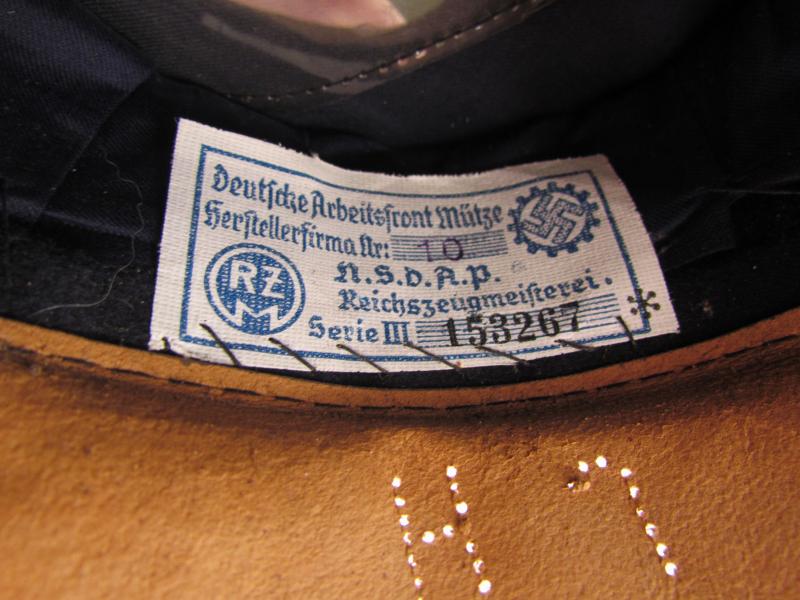 Deutsche Arbeitsfront Mütze
Herstellerfirma Nr: 10
N.S.D.A.P.
Reichszeugmeisterei.
Serie III 153267 *
RZM